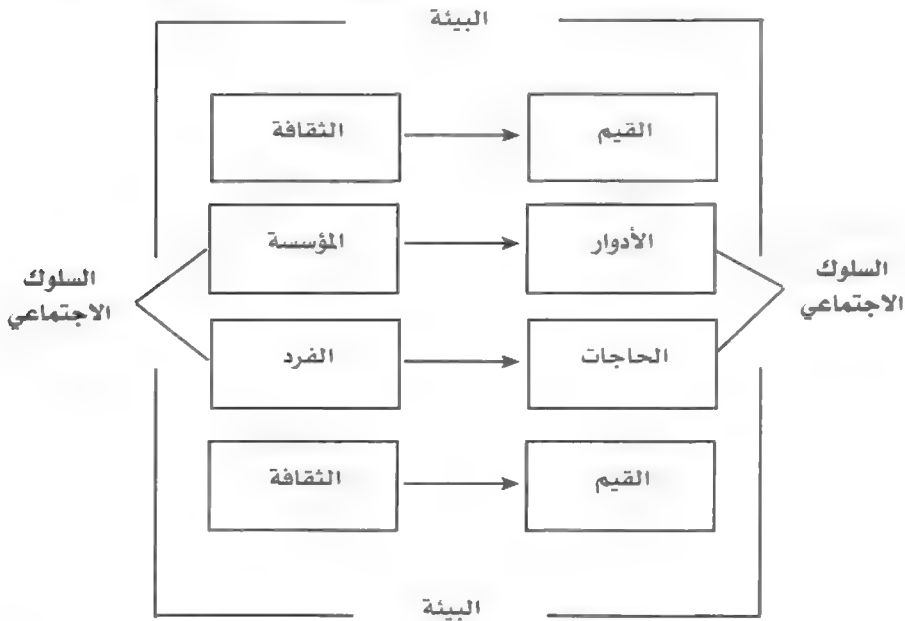 البيئة
الثقافة
القيم
المؤسسة
الأدوار
السلوك
الاجتماعي
السلوك
الاجتماعي
الفرد
الحاجات
الثقافة
القيم
البيئة